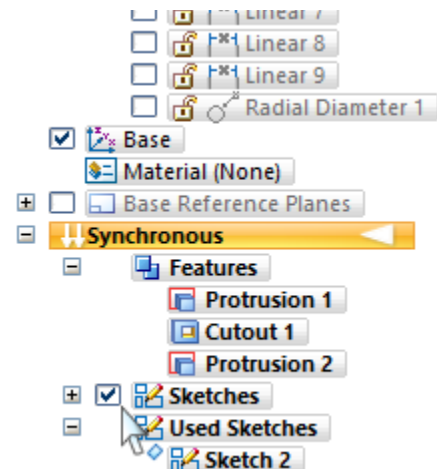 Linear 7
Linear 8
Linear 9
Radial Diameter 1
Base
Material (None)
Base Reference Planes
Synchronous
Features
Protrusion 1
Cutout 1
Protrusion 2
Sketches
Used Sketches
Sketch 2